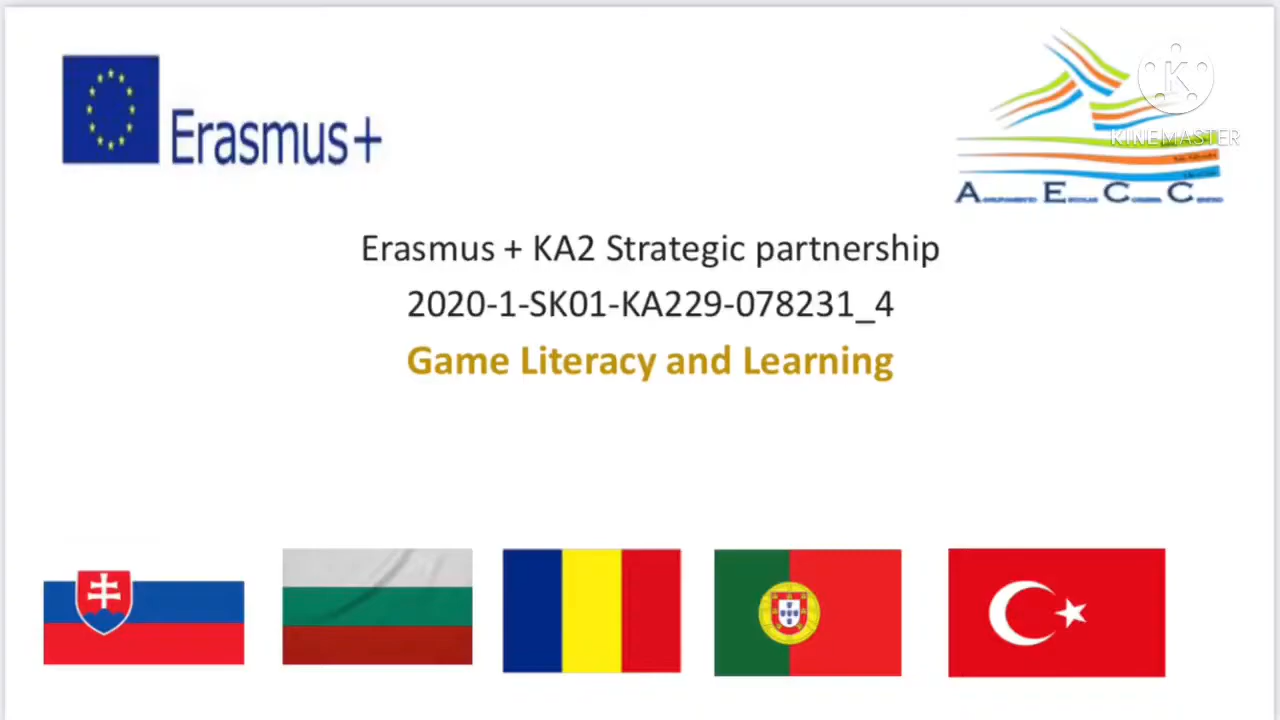 Erasmus+
KINEMASTER
Erasmus + KA2 Strategic partnership
2020-1-SK01-KA229-078231_4
Game Literacy and Learning